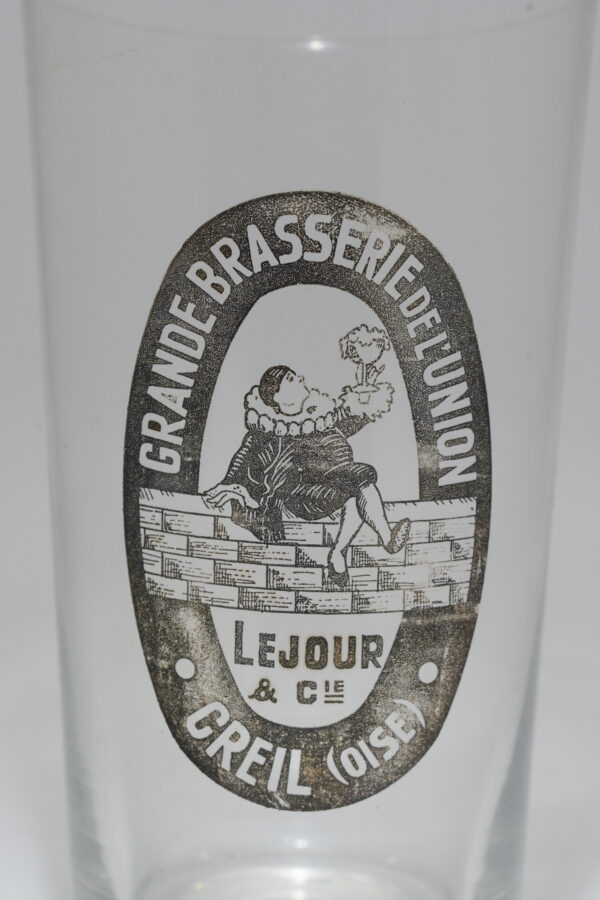 GRANDE BRASSERIE DE L'UNION
LEJOUR
& CIE
CREIL (OISE)